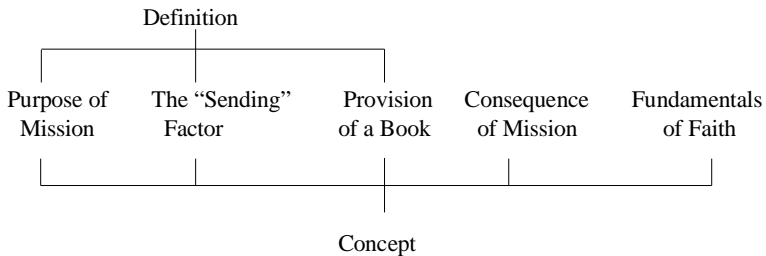 Definition
Purpose of Mission
The “Sending” Factor
Provision of a Book
Consequence of Mission
Fundamentals of Faith
Concept